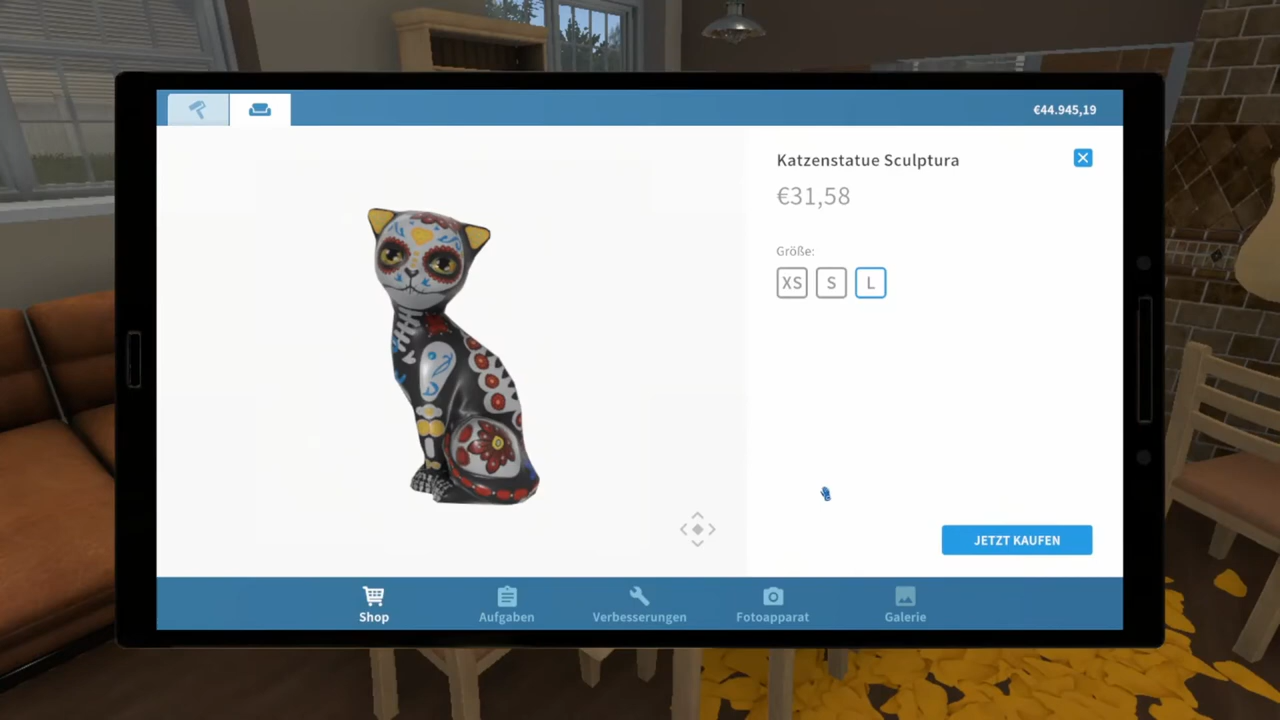 €44.945,19
Katzenstatue Sculptura
€31,58
Größe:
XS S L
JETZT KAUFEN
Shop Aufgaben Verbesserungen Fotoapparat Galerie